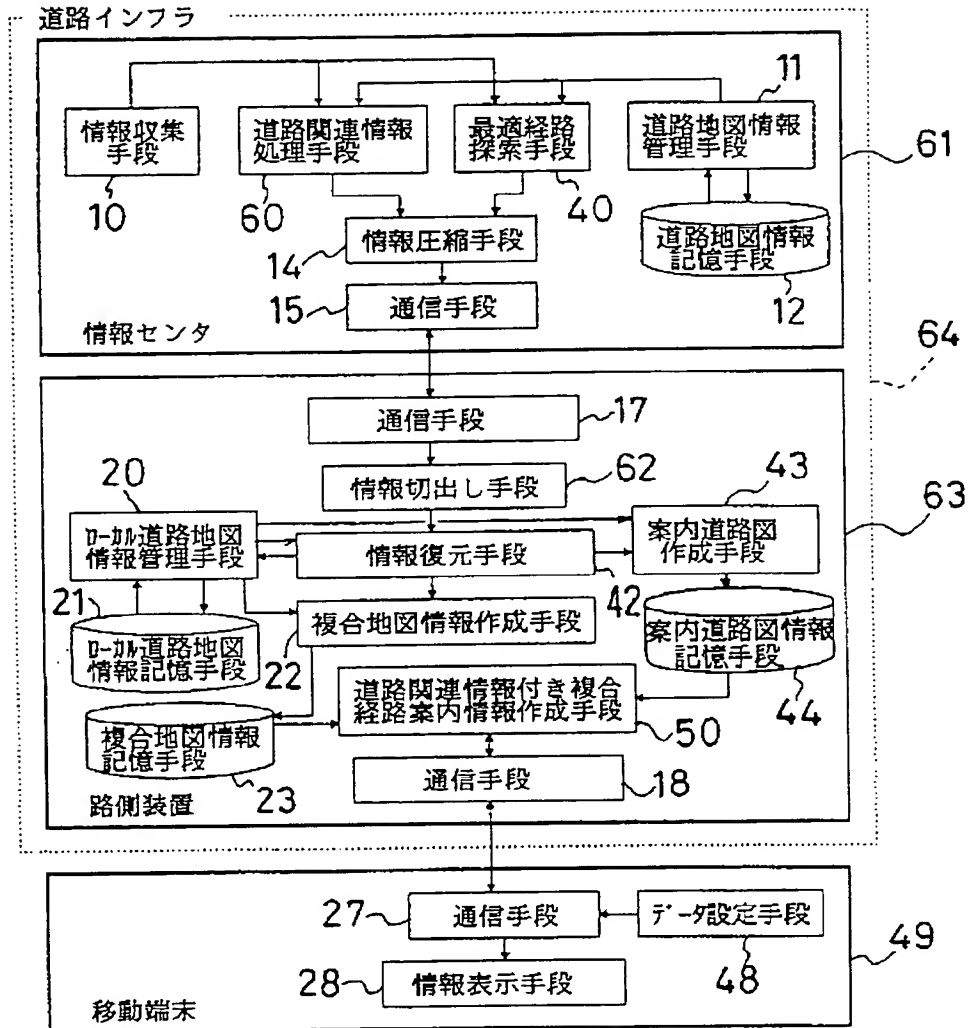 道路インフラ
情報収集
手段
10
道路関連情報
処理手段
60
最適経路
探索手段
40
11
道路地図情報
管理手段
61
道路地図情報
記憶手段
12
14
情報圧縮手段
15
通信手段
情報センタ
64
通信手段
17
情報切出し手段
62
20
ローカル道路地図
情報管理手段
情報復元手段
42
43
案内道路図
作成手段
63
21
ローカル道路地図
情報記憶手段
22
複合地図情報作成手段
案内道路図情報
記憶手段
44
道路関連情報付き複合
経路案内情報作成手段
50
複合地図情報
記憶手段
23
通信手段
18
路側装置
27
通信手段
データ設定手段
48
49
28
情報表示手段
移動端末